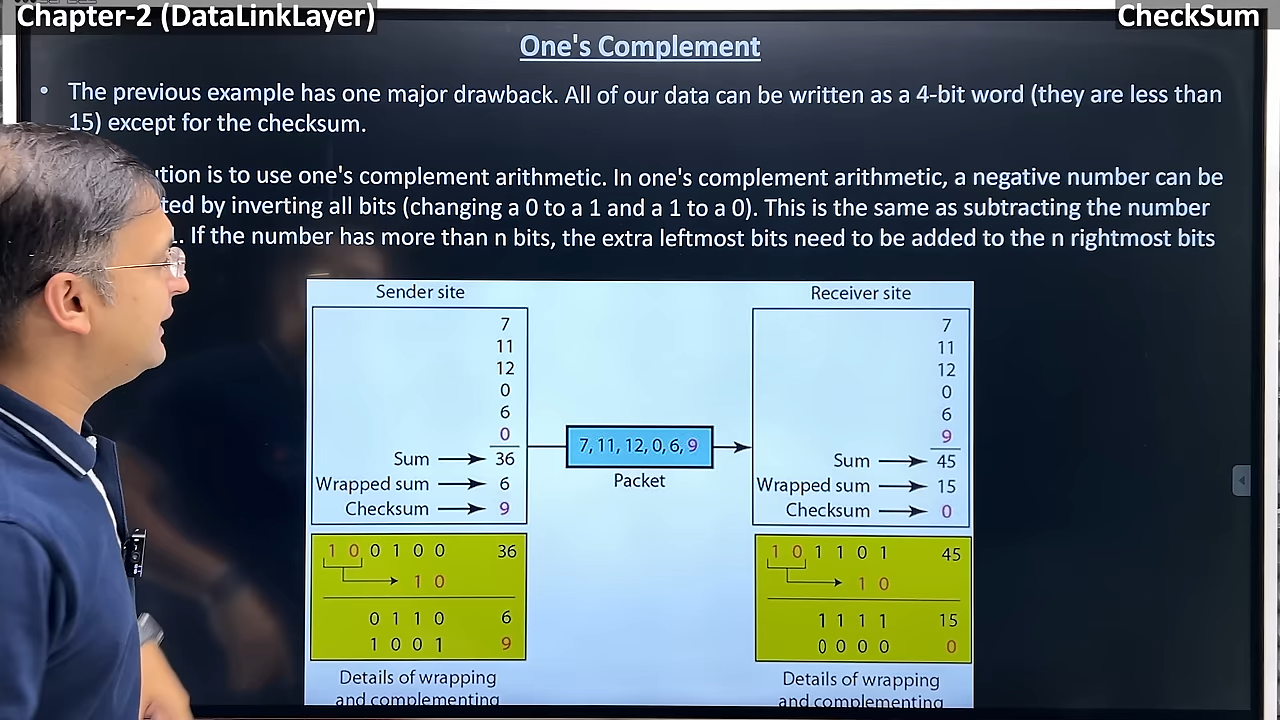 Chapter-2 (DataLinkLayer)
CheckSum
One's Complement
• The previous example has one major drawback. All of our data can be written as a 4-bit word (they are less than
15) except for the checksum.
is to use one's complement arithmetic. In one's complement arithmetic, a negative number can be
by inverting all bits (changing a 0 to a 1 and a 1 to a 0). This is the same as subtracting the number
If the number has more than n bits, the extra leftmost bits need to be added to the n rightmost bits
Sender site
7
11
12
0
6
0
Sum 36
Wrapped sum 6
Checksum 9
1 0 0 1 0 0 36
1 0
0 1 1 0 6
1 0 0 1 9
Details of wrapping
and complementing
7, 11, 12, 0, 6, 9
Packet
Receiver site
7
11
12
0
6
9
Sum 45
Wrapped sum 15
Checksum 0
1 0 1 1 0 1 45
1 0
1 1 1 1 15
0 0 0 0 0
Details of wrapping
and complementing